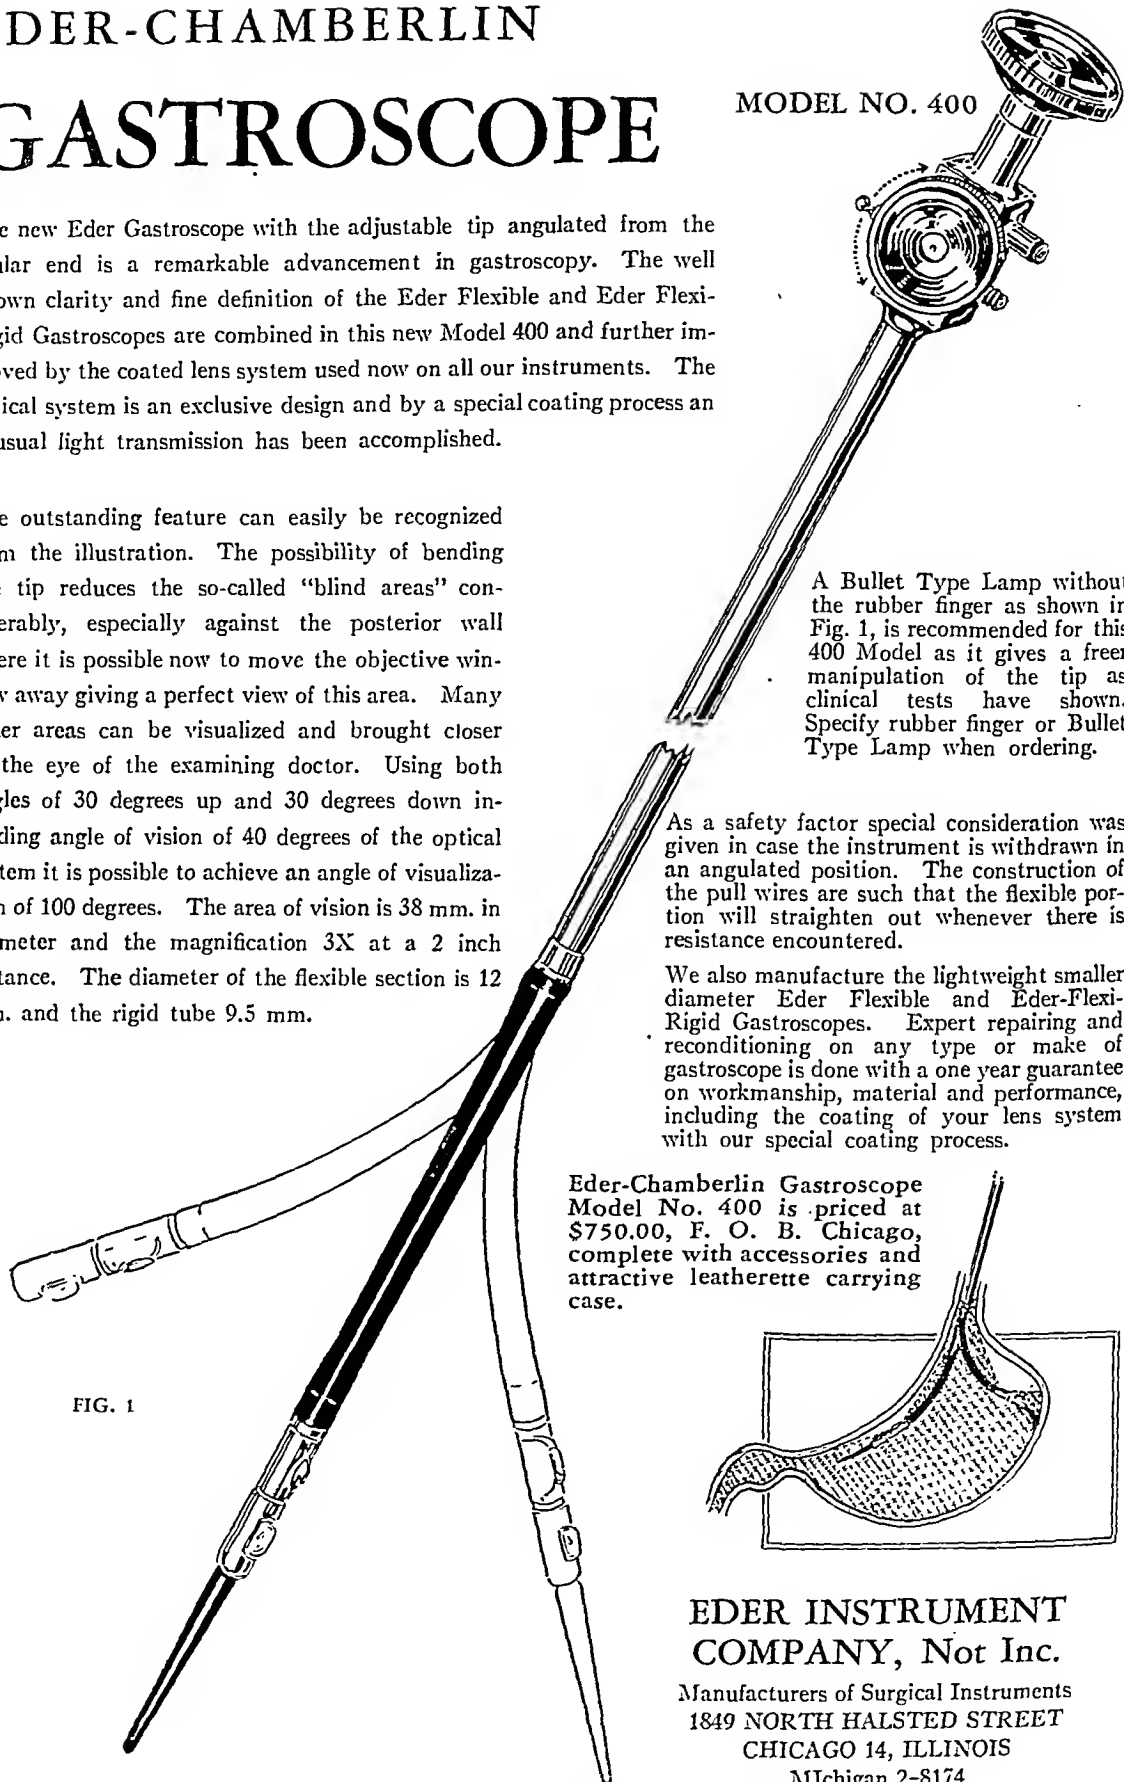 DER-CHAMBERLIN
GASTROSCOPE
MODEL NO. 400
e new Eder Gastroscope with the adjustable tip angulated from the
lar end is a remarkable advancement in gastroscopy. The well
own clarity and fine definition of the Eder Flexible and Eder Flexi-
gid Gastroscopes are combined in this new Model 400 and further im-
ved by the coated lens system used now on all our instruments. The
ical system is an exclusive design and by a special coating process an
usual light transmission has been accomplished.
e outstanding feature can easily be recognized
m the illustration. The possibility of bending
tip reduces the so-called "blind areas" con-
erably, especially against the posterior wall
ere it is possible now to move the objective win-
w away giving a perfect view of this area. Many
er areas can be visualized and brought closer
the eye of the examining doctor. Using both
gles of 30 degrees up and 30 degrees down in-
ding angle of vision of 40 degrees of the optical
tem it is possible to achieve an angle of visualiza-
n of 100 degrees. The area of vision is 38 mm. in
meter and the magnification 3X at a 2 inch
tance. The diameter of the flexible section is 12
. and the rigid tube 9.5 mm.
A Bullet Type Lamp without
the rubber finger as shown in
Fig. 1, is recommended for this
400 Model as it gives a freer
manipulation of the tip as
clinical tests have shown.
Specify rubber finger or Bullet
Type Lamp when ordering.
As a safety factor special consideration was
given in case the instrument is withdrawn in
an angulated position. The construction of
the pull wires are such that the flexible por-
tion will straighten out whenever there is
resistance encountered.
We also manufacture the lightweight smaller
diameter Eder Flexible and Eder-Flexi-
Rigid Gastroscopes. Expert repairing and
reconditioning on any type or make of
gastroscope is done with a one year guarantee
on workmanship, material and performance,
including the coating of your lens system
with our special coating process.
Eder-Chamberlin Gastroscope
Model No. 400 is priced at
$750.00, F. O. B. Chicago,
complete with accessories and
attractive leatherette carrying
case.
FIG. 1
EDER INSTRUMENT
COMPANY, Not Inc.
Manufacturers of Surgical Instruments
1849 NORTH HALSTED STREET
CHICAGO 14, ILLINOIS
MIchigan 2-8174